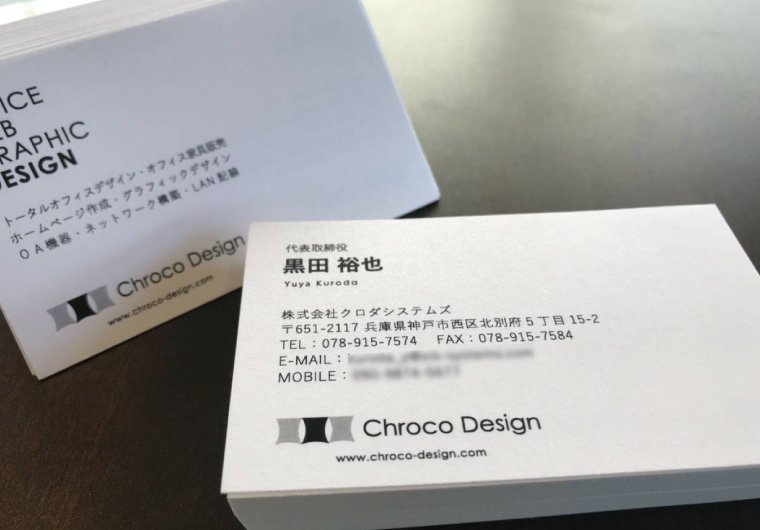 DESIGN
トータルオフィスデザイン・オフィス家具販売
ホームページ作成・グラフィックデザイン
OA機器・ネットワーク構築・LAN配線
Chroco Design
www.chroco-design.com
代表取締役
黒田 裕也
Yuya Kuroda
株式会社クロダシステムズ
〒651-2117 兵庫県神戸市西区北別府5丁目15-2
TEL:078-915-7574 FAX:078-915-7584
E-MAIL:
MOBILE:
Chroco Design
www.chroco-design.com